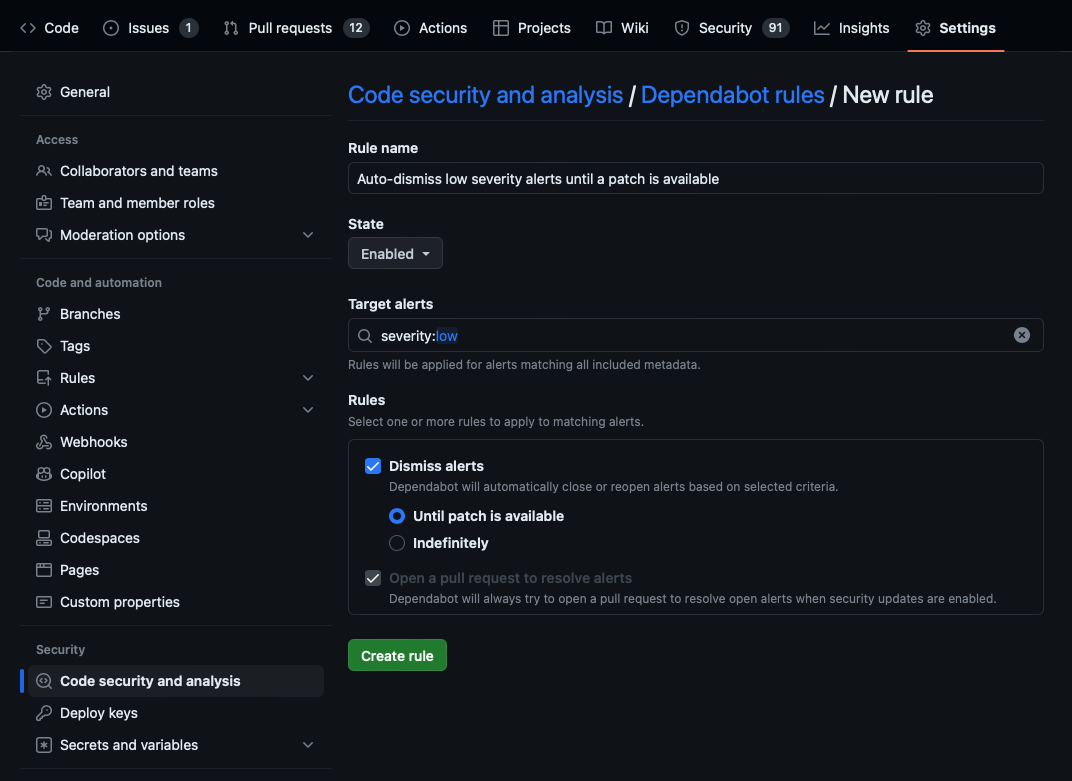 Code Issues 1 Pull requests 12 Actions Projects Wiki Security 91 Insights Settings
General
Access
Collaborators and teams
Team and member roles
Moderation options
Code and automation
Branches
Tags
Rules
Actions
Webhooks
Copilot
Environments
Codespaces
Pages
Custom properties
Security
Code security and analysis
Deploy keys
Secrets and variables
Code security and analysis / Dependabot rules / New rule
Rule name
Auto-dismiss low severity alerts until a patch is available
State
Enabled
Target alerts
severity:low
Rules will be applied for alerts matching all included metadata.
Rules
Select one or more rules to apply to matching alerts.
Dismiss alerts
Dependabot will automatically close or reopen alerts based on selected criteria.
Until patch is available
Indefinitely
Open a pull request to resolve alerts
Dependabot will always try to open a pull request to resolve open alerts when security updates are enabled.
Create rule